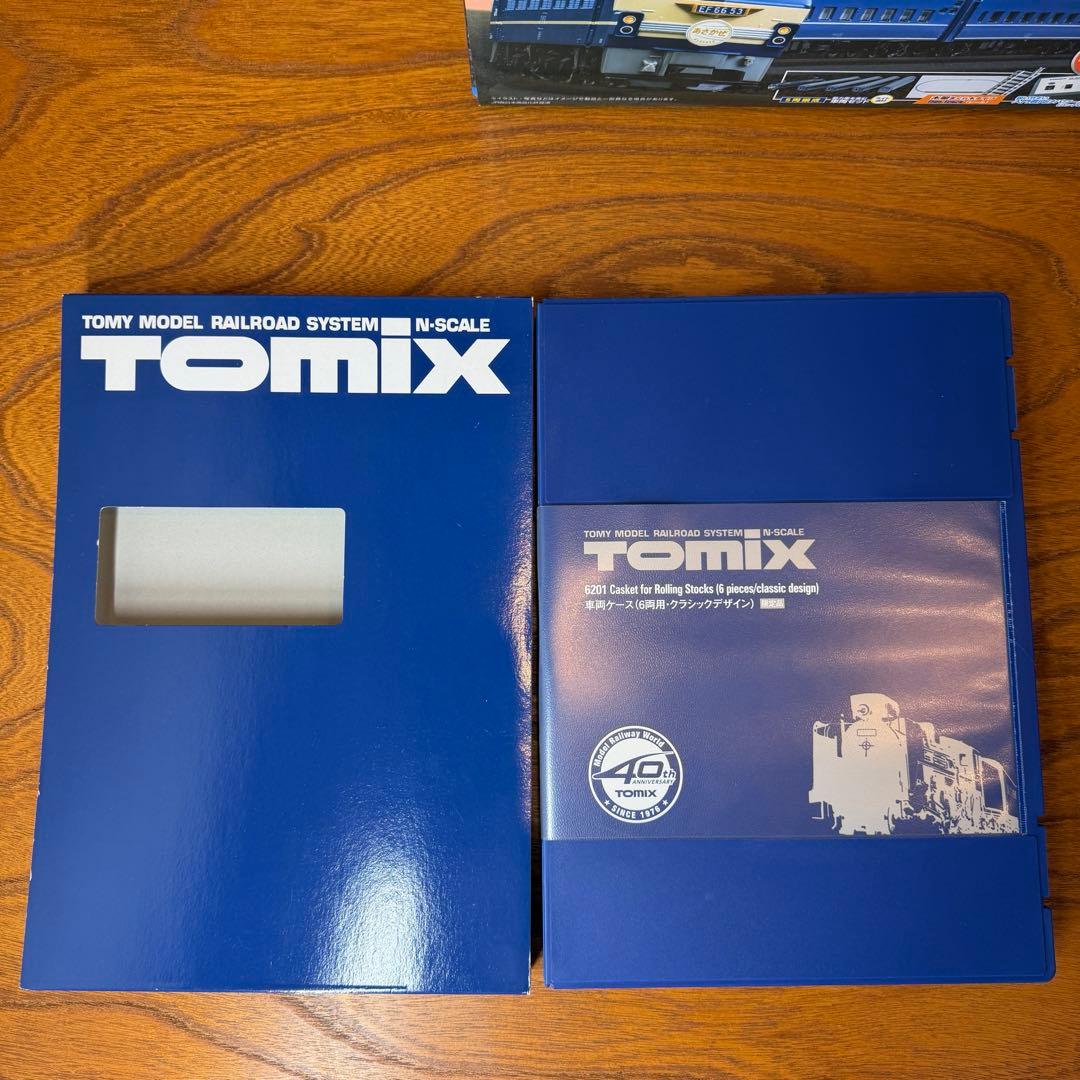 EF 66 53
あさかぜ
TOMY MODEL RAILROAD SYSTEM N-SCALE
TOMIX
TOMY MODEL RAILROAD SYSTEM N-SCALE
TOMIX
6201 Casket for Rolling Stocks (6 pieces/classic design)
車両ケース(6両用・クラシックデザイン) 限定品
Model Railway World
40th
ANNIVERSARY
TOMIX
★ SINCE 1976 ★